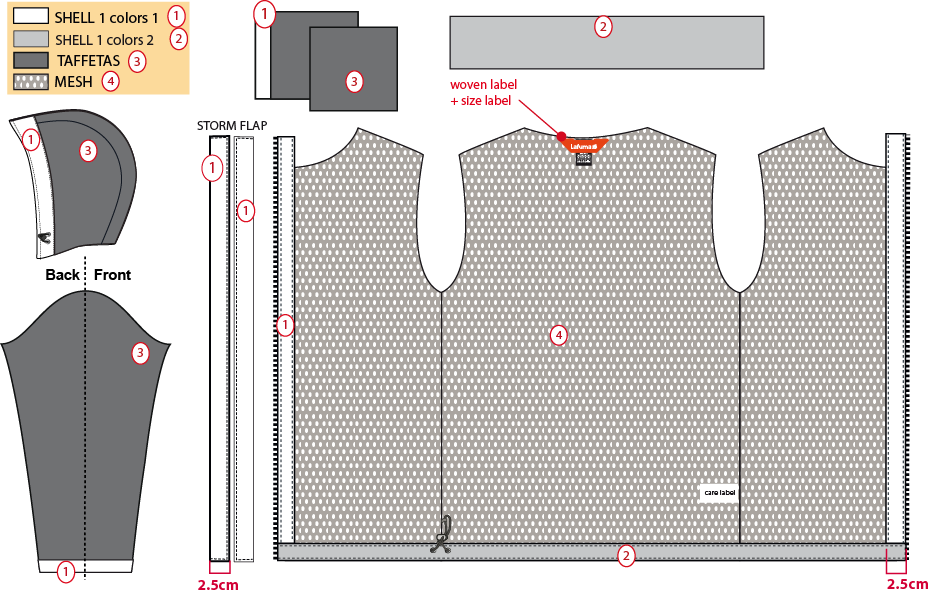 SHELL 1 colors 1 1
SHELL 1 colors 2 2
TAFFETAS 3
MESH 4
1
3
2
woven label
+ size label
STORM FLAP
Lafuma
1
3
1
1
Back Front
3
1
4
care label
1
2
2.5cm
2.5cm